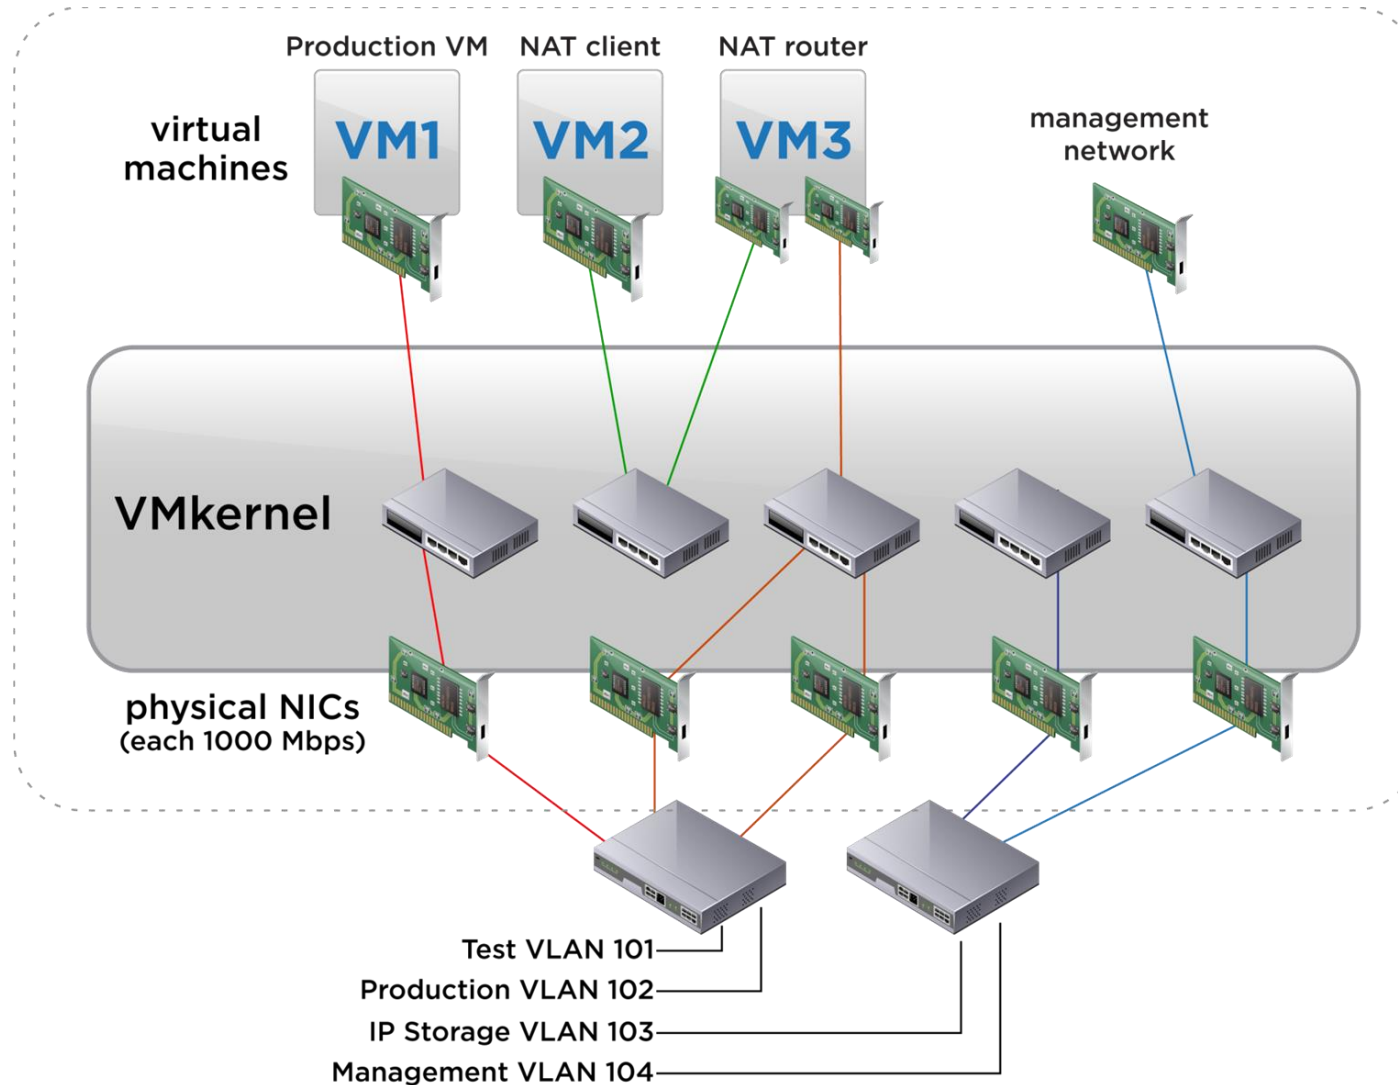 Production VM
NAT client
NAT router
virtual
machines
VM1
VM2
VM3
management
network
VMkernel
physical NICs
(each 1000 Mbps)
Test VLAN 101
Production VLAN 102
IP Storage VLAN 103
Management VLAN 104